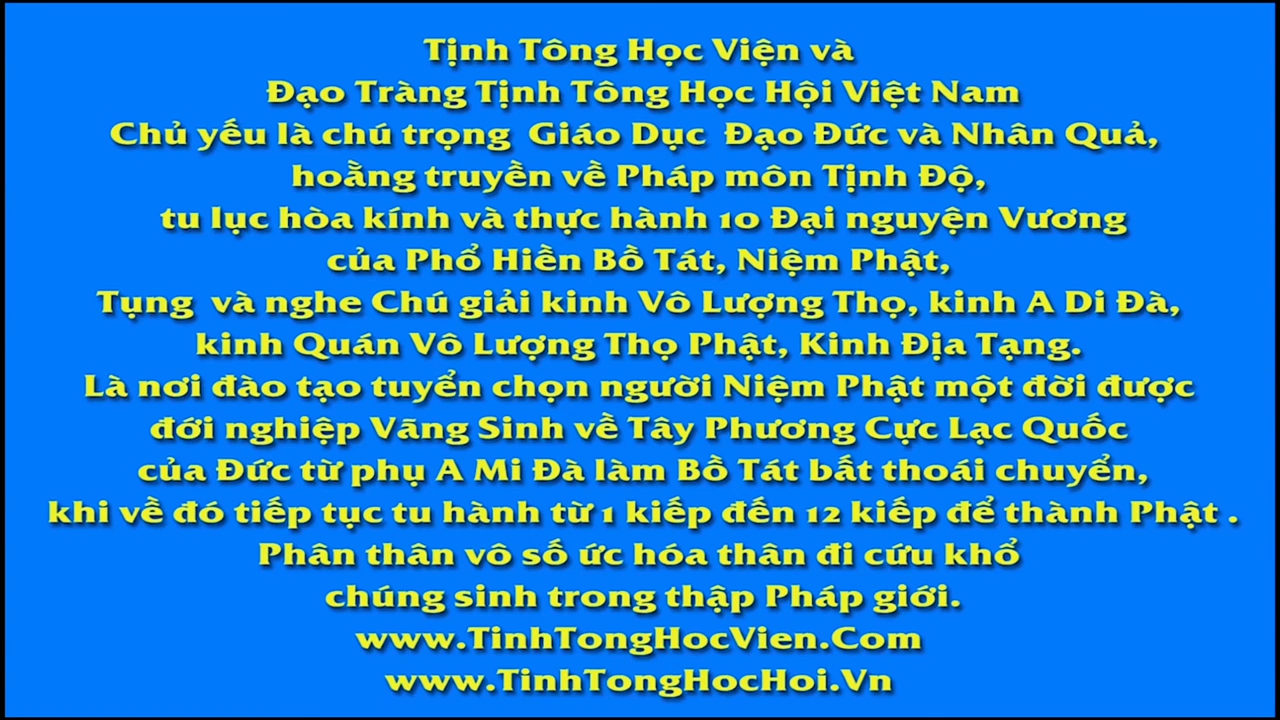 Tịnh Tông Học Viện và
Đạo Tràng Tịnh Tông Học Hội Việt Nam
Chủ yếu là chú trọng Giáo Dục Đạo Đức và Nhân Quả,
hoằng truyền về Pháp môn Tịnh Độ,
tu lục hòa kính và thực hành 10 Đại nguyện Vương
của Phổ Hiền Bồ Tát, Niệm Phật,
Tụng và nghe Chú giải kinh Vô Lượng Thọ, kinh A Di Đà,
kinh Quán Vô Lượng Thọ Phật, Kinh Địa Tạng.
Là nơi đào tạo tuyển chọn người Niệm Phật một đời được
đới nghiệp Vãng Sinh về Tây Phương Cực Lạc Quốc
của Đức từ phụ A Mi Đà làm Bồ Tát bất thoái chuyển,
khi về đó tiếp tục tu hành từ 1 kiếp đến 12 kiếp để thành Phật .
Phân thân vô số ức hóa thân đi cứu khổ
chúng sinh trong thập Pháp giới.
www.TinhTongHocVien.Com
www.TinhTongHocHoi.Vn